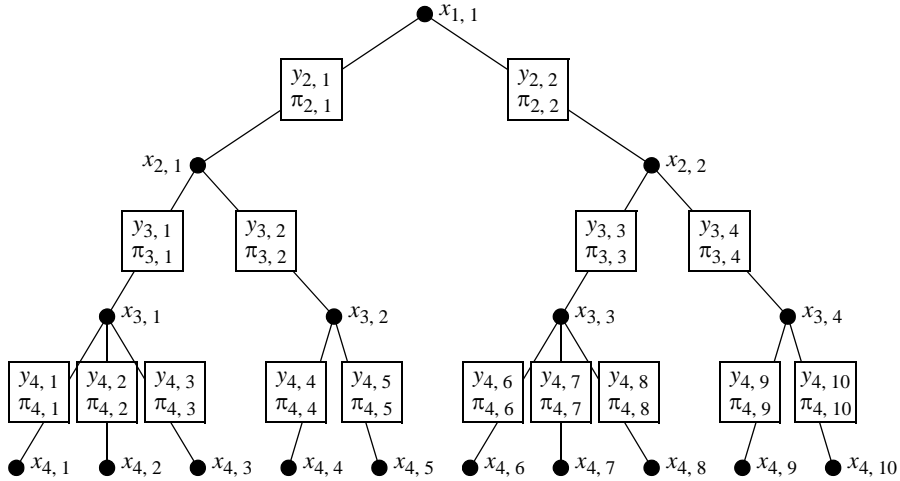 x1, 1
y2, 1
π2, 1
y2, 2
π2, 2
x2, 1
x2, 2
y3, 1
π3, 1
y3, 2
π3, 2
y3, 3
π3, 3
y3, 4
π3, 4
x3, 1
x3, 2
x3, 3
x3, 4
y4, 1
π4, 1
y4, 2
π4, 2
y4, 3
π4, 3
y4, 4
π4, 4
y4, 5
π4, 5
y4, 6
π4, 6
y4, 7
π4, 7
y4, 8
π4, 8
y4, 9
π4, 9
y4, 10
π4, 10
x4, 1
x4, 2
x4, 3
x4, 4
x4, 5
x4, 6
x4, 7
x4, 8
x4, 9
x4, 10